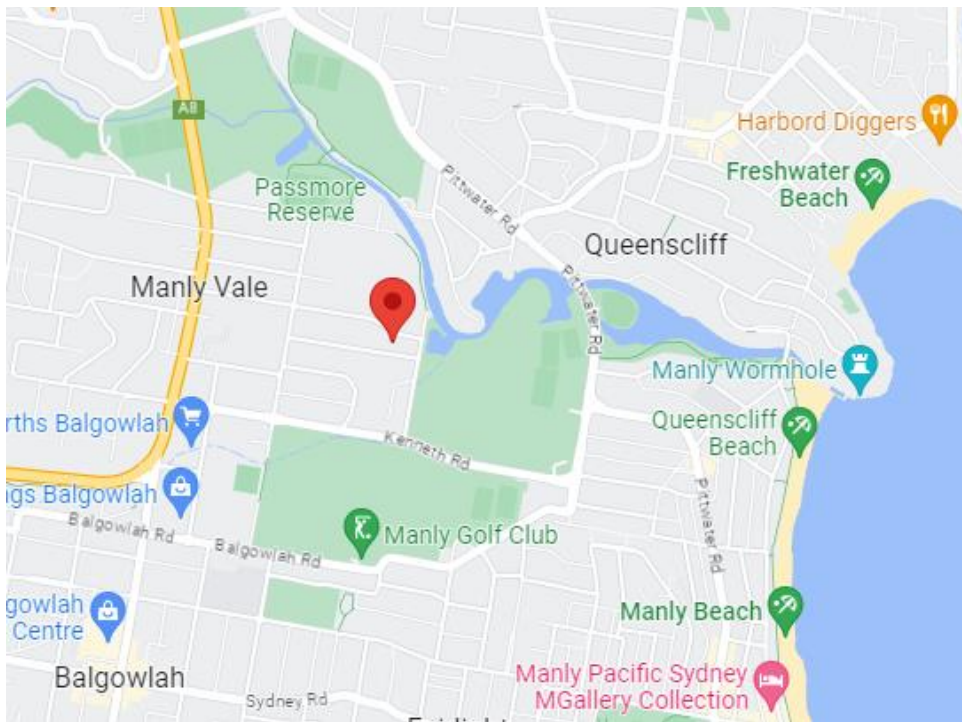 A8
Harbord Diggers
Freshwater
Beach
Passmore
Reserve
Pittwater Rd
Queenscliff
Manly Vale
Pittwater Rd
Manly Wormhole
rths Balgowlah
Queenscliff
Beach
Kenneth Rd
ngs Balgowlah
Pittwater Rd
Balgowlah Rd
Balgowlah Rd
Manly Golf Club
gowlah
Centre
Manly Beach
Balgowlah
Manly Pacific Sydney
MGallery Collection
Sydney Rd